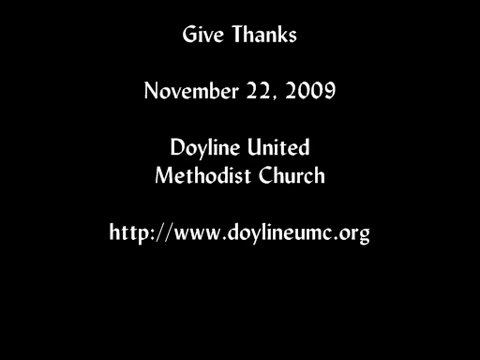 Give Thanks
November 22, 2009
Doyline United
Methodist Church
http://www.doylineumc.org